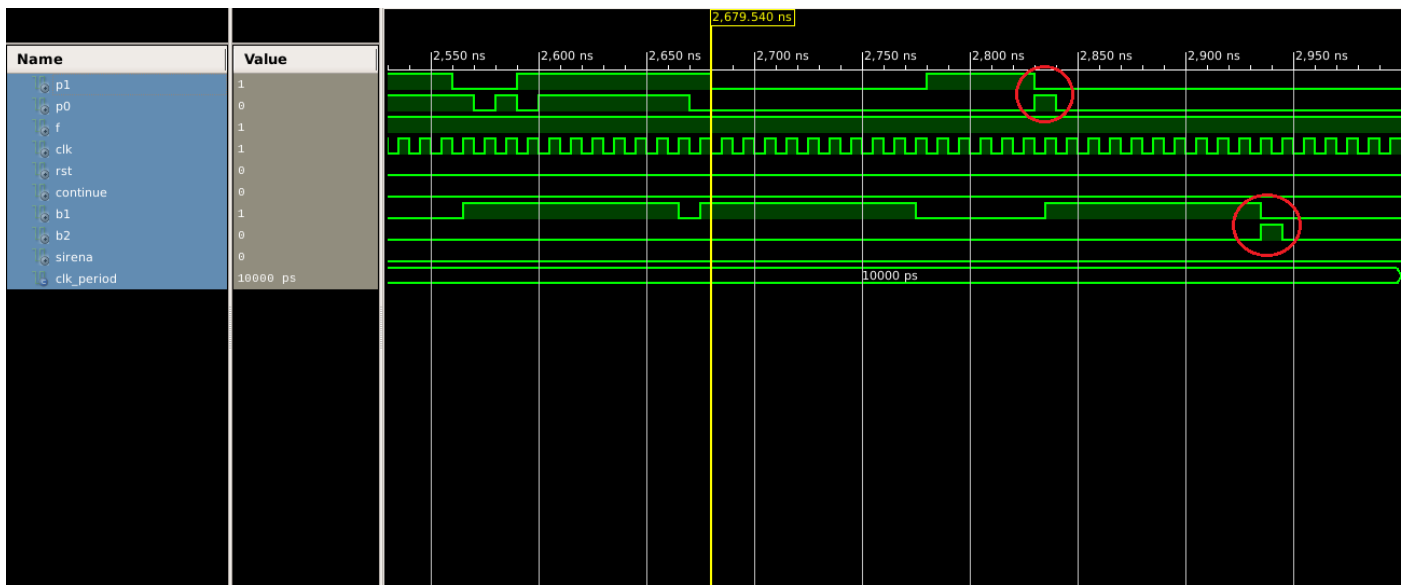 2,679.540 ns
Name Value 2,550 ns 2,600 ns 2,650 ns 2,700 ns 2,750 ns 2,800 ns 2,850 ns 2,900 ns 2,950 ns
p1 1
p0 0
f 1
clk 1
rst 0
continue 0
b1 1
b2 0
sirena 0
clk_period 10000 ps 10000 ps